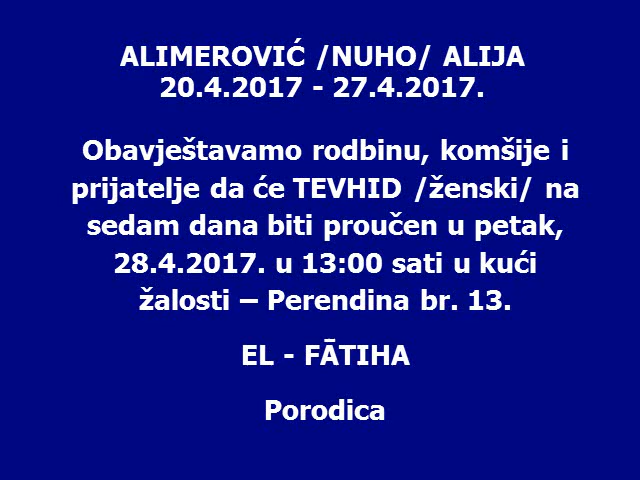 ALIMEROVIĆ /NUHO/ ALIJA
20.4.2017 - 27.4.2017.
Obavještavamo rodbinu, komšije i
prijatelje da će TEVHID /ženski/ na
sedam dana biti proučen u petak,
28.4.2017. u 13:00 sati u kući
žalosti – Perendina br. 13.
EL - FĀTIHA
Porodica